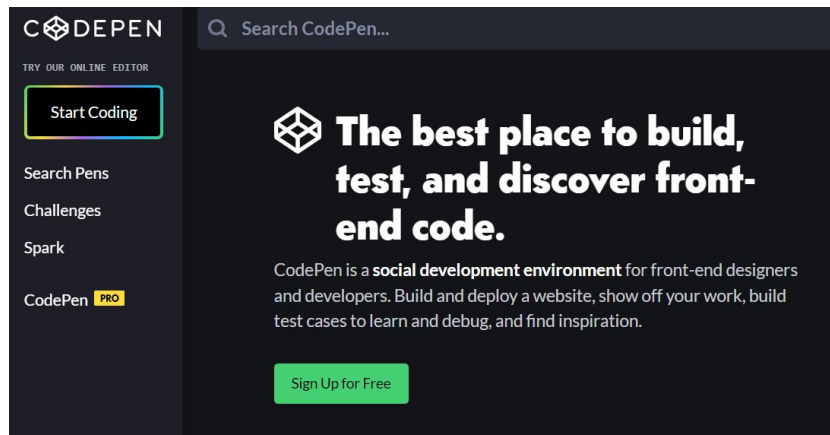 CODEPEN
TRY OUR ONLINE EDITOR
Start Coding
Search Pens
Challenges
Spark
CodePen PRO
Search CodePen...
The best place to build,
test, and discover front-
end code.
CodePen is a social development environment for front-end designers
and developers. Build and deploy a website, show off your work, build
test cases to learn and debug, and find inspiration.
Sign Up for Free